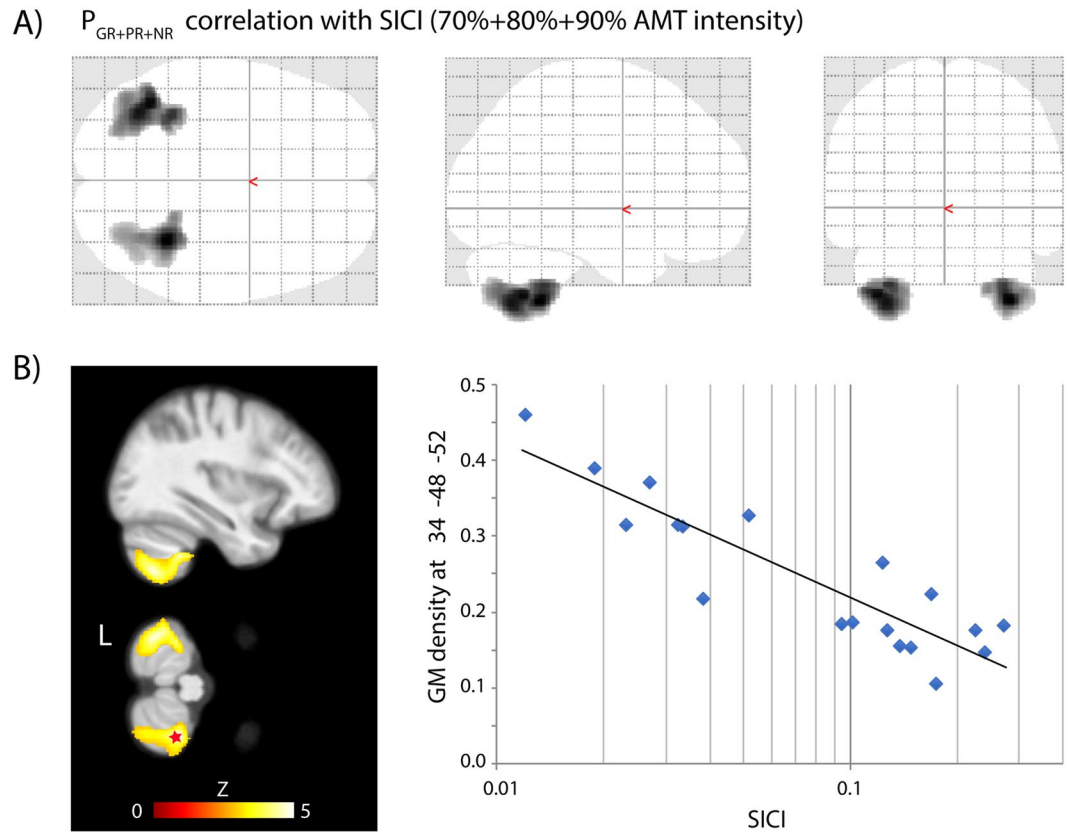 A) P GR+PR+NR correlation with SICI (70%+80%+90% AMT intensity)
<
<
<
B)
L
Z
0 5
GM density at 34 -48 -52
0.5
0.4
0.3
0.2
0.1
0.0
0.01 0.1
SICI